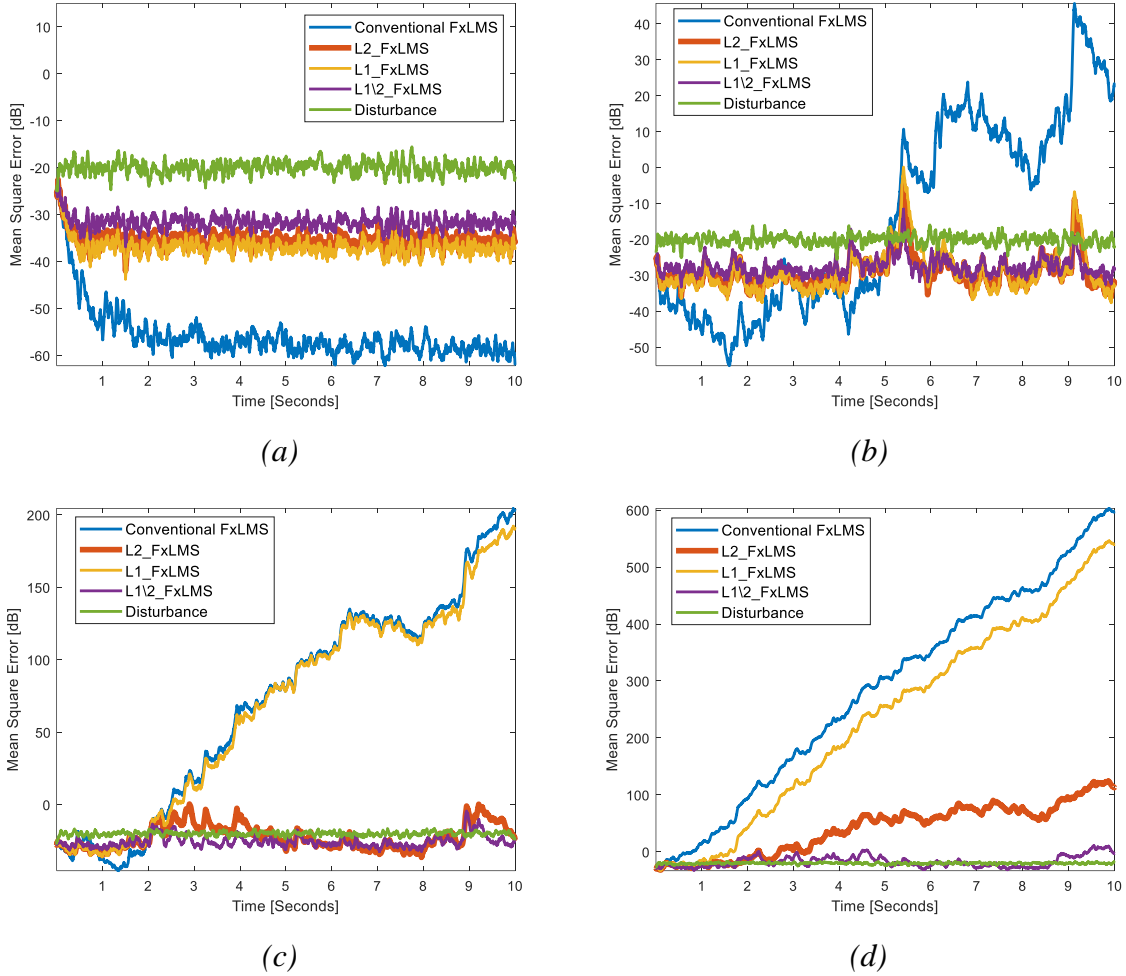 15
10
0
-10
-20
-30
-40
-50
-60
Mean Square Error [dB]
Conventional FxLMS
L2_FxLMS
L1_FxLMS
L1\2_FxLMS
Disturbance
1 2 3 4 5 6 7 8 9 10
Time [Seconds]
(a)
40
30
20
10
0
-10
-20
-30
-40
-50
Mean Square Error [dB]
Conventional FxLMS
L2_FxLMS
L1_FxLMS
L1\2_FxLMS
Disturbance
1 2 3 4 5 6 7 8 9 10
Time [Seconds]
(b)
200
150
100
50
0
Mean Square Error [dB]
Conventional FxLMS
L2_FxLMS
L1_FxLMS
L1\2_FxLMS
Disturbance
1 2 3 4 5 6 7 8 9 10
Time [Seconds]
(c)
600
500
400
300
200
100
0
Mean Square Error [dB]
Conventional FxLMS
L2_FxLMS
L1_FxLMS
L1\2_FxLMS
Disturbance
1 2 3 4 5 6 7 8 9 10
Time [Seconds]
(d)